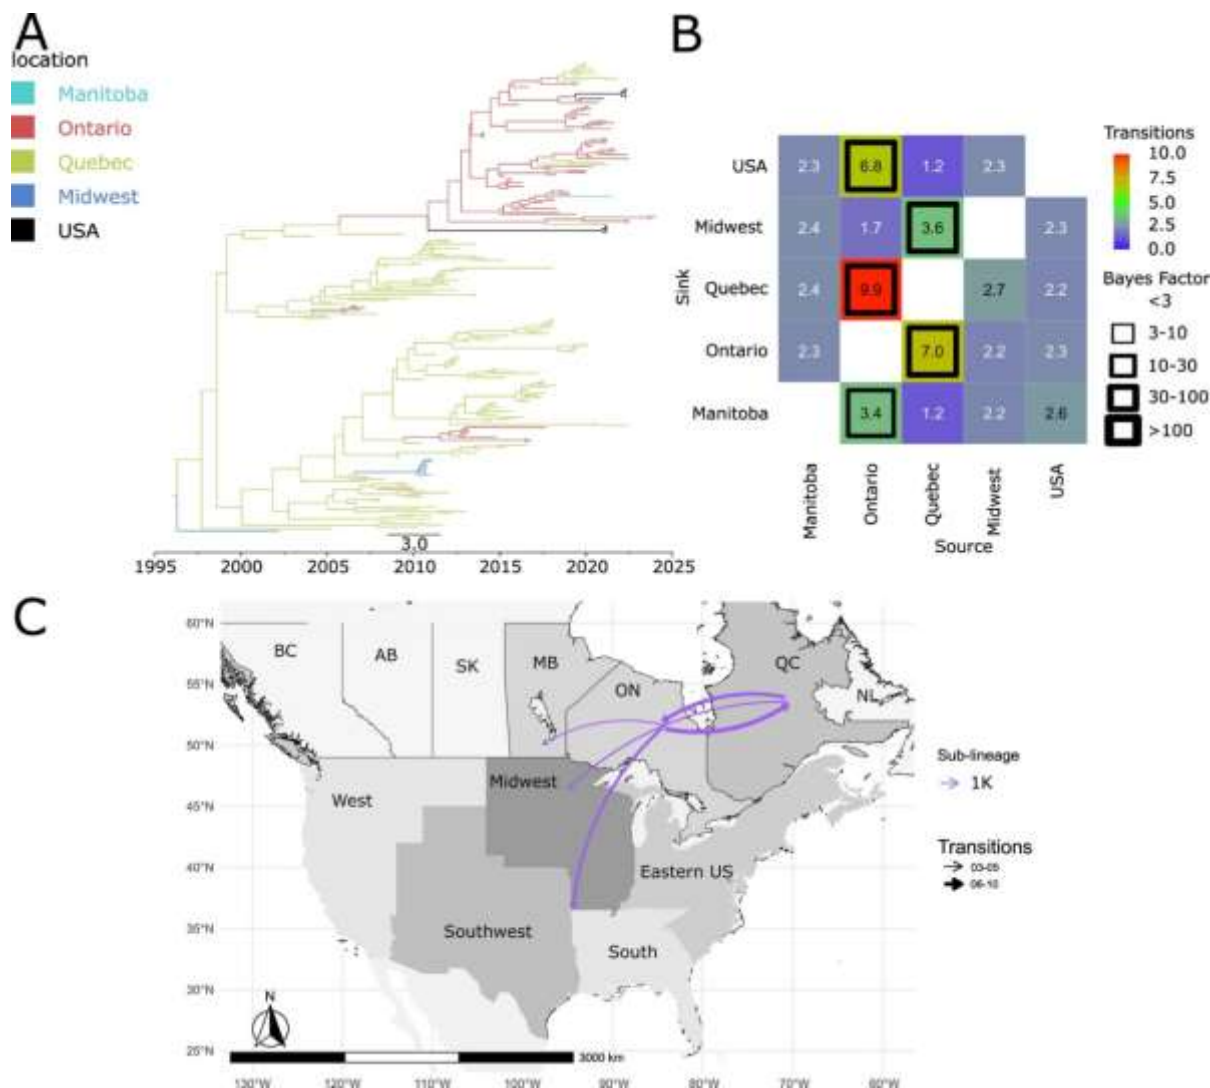 A
location
Manitoba
Ontario
Quebec
Midwest
USA
3.0
1995 2000 2005 2010 2015 2020 2025
B
USA 2.3 6.8 1.2 2.3
Midwest 2.4 1.7 3.6 2.3
Quebec 2.4 9.9 2.7 2.2
Ontario 2.3 7.0 2.2 2.3
Manitoba 3.4 1.2 2.2 2.6
Sink
Manitoba Ontario Quebec Midwest USA
Source
Transitions
10.0
7.5
5.0
2.5
0.0
Bayes Factor
<3
3-10
10-30
30-100
>100
C
60°N
55°N
50°N
45°N
40°N
35°N
30°N
25°N
BC AB SK MB ON QC NL
West
Midwest
Eastern US
Southwest
South
N
3000 km
130°W 120°W 110°W 100°W 90°W 80°W 70°W 60°W
Sub-lineage
1K
Transitions
03-05
06-10